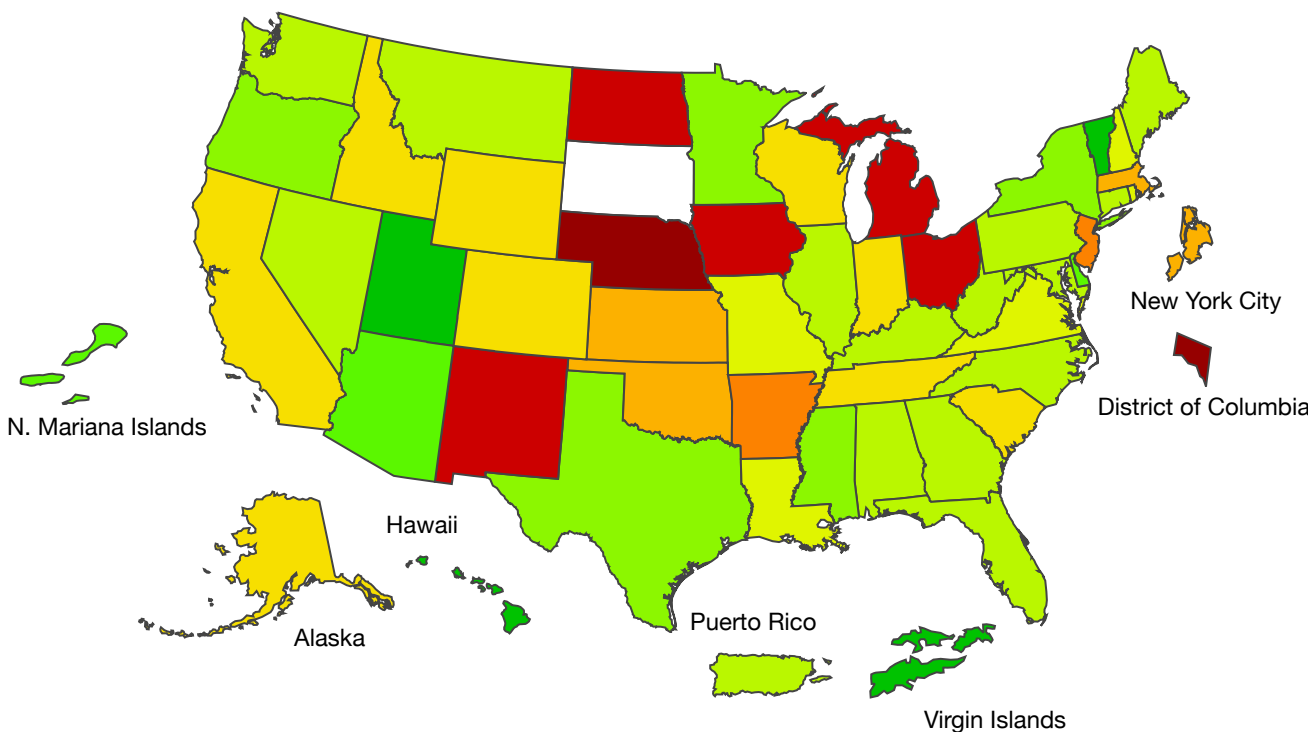 New York City
District of Columbia
N. Mariana Islands
Hawaii
Alaska
Puerto Rico
Virgin Islands